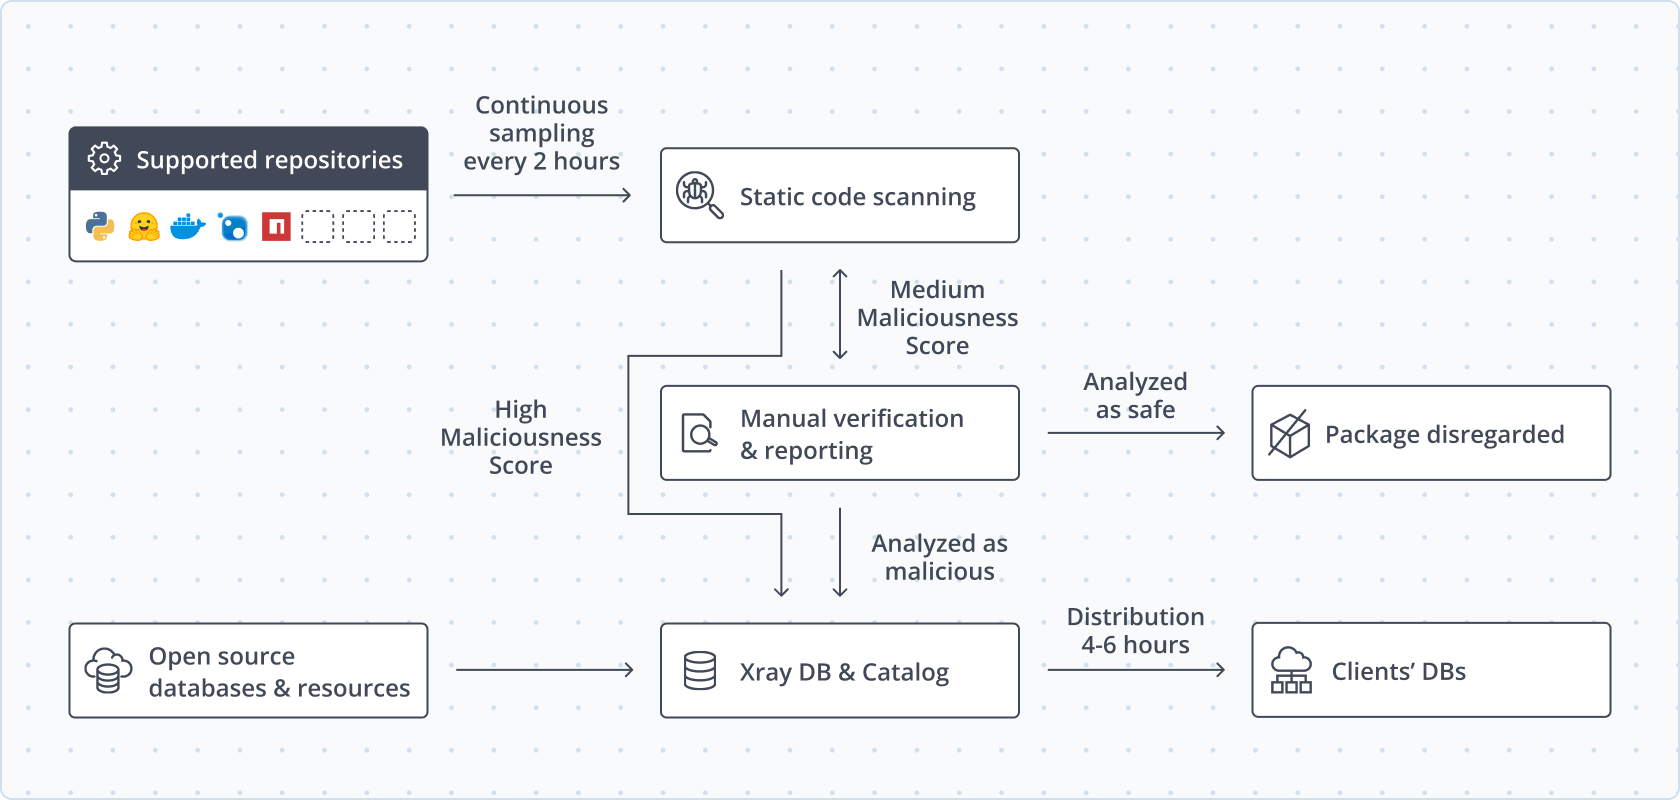 Continuous
sampling
every 2 hours
Supported repositories
Static code scanning
Medium
Maliciousness
Score
High
Maliciousness
Score
Manual verification
& reporting
Analyzed
as safe
Package disregarded
Analyzed as
malicious
Open source
databases & resources
Xray DB & Catalog
Distribution
4-6 hours
Clients’ DBs